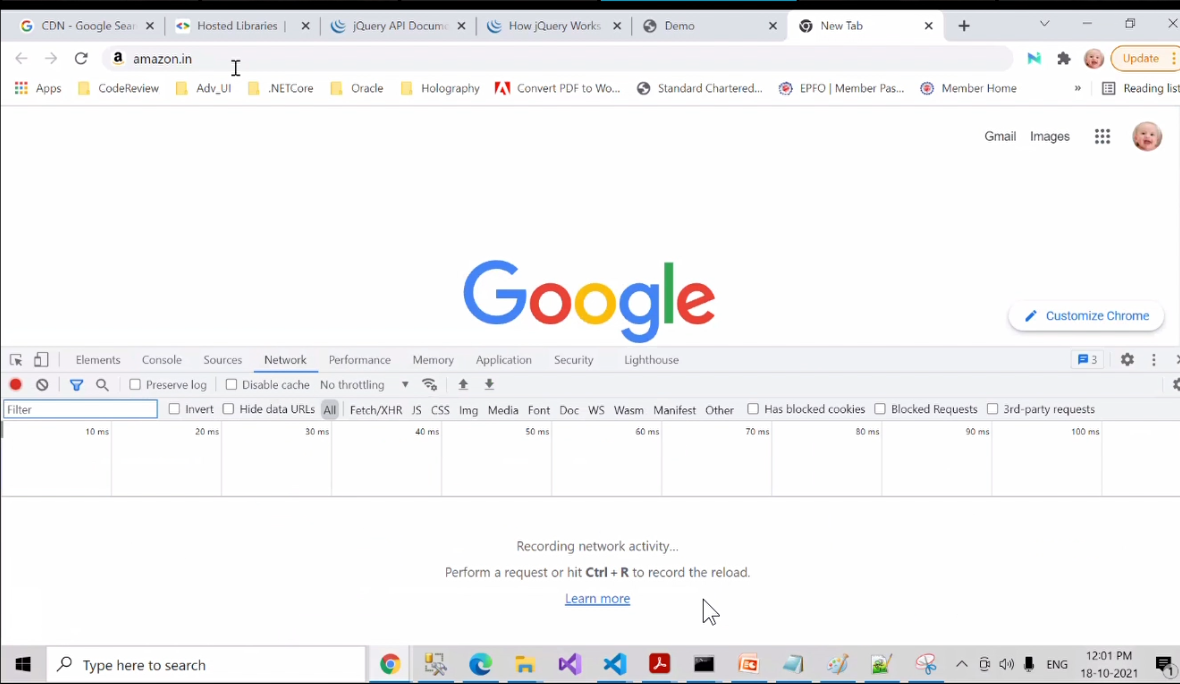 CDN - Google Sear
Hosted Libraries
jQuery API Docume
How jQuery Works
Demo
New Tab
amazon.in
Update
Apps
CodeReview
Adv_UI
.NETCore
Oracle
Holography
Convert PDF to Wo...
Standard Chartered...
EPFO | Member Pas...
Member Home
»
Reading list
Gmail Images
Google
Customize Chrome
Elements Console Sources Network Performance Memory Application Security Lighthouse 3
Preserve log Disable cache No throttling
Filter Invert Hide data URLs All Fetch/XHR JS CSS Img Media Font Doc WS Wasm Manifest Other Has blocked cookies Blocked Requests 3rd-party requests
10 ms 20 ms 30 ms 40 ms 50 ms 60 ms 70 ms 80 ms 90 ms 100 ms
Recording network activity...
Perform a request or hit Ctrl + R to record the reload.
Learn more
Type here to search
ENG
12:01 PM
18-10-2021
1